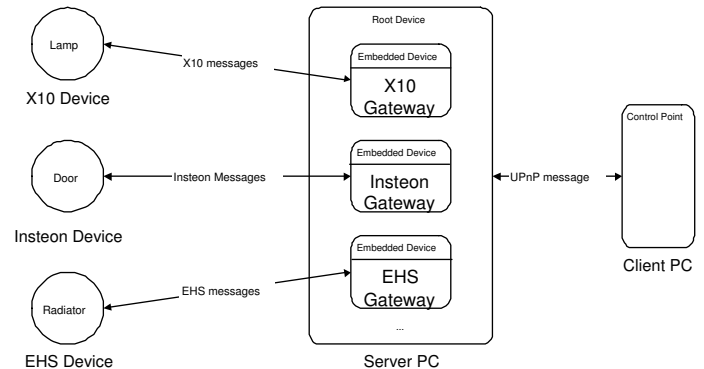 Root Device
Lamp
X10 messages
X10 Device
Embedded Device
X10
Gateway
Control Point
Door
Insteon Messages
Insteon Device
Embedded Device
Insteon
Gateway
UPnP message
Client PC
Embedded Device
EHS
Gateway
EHS messages
Radiator
EHS Device
...
Server PC